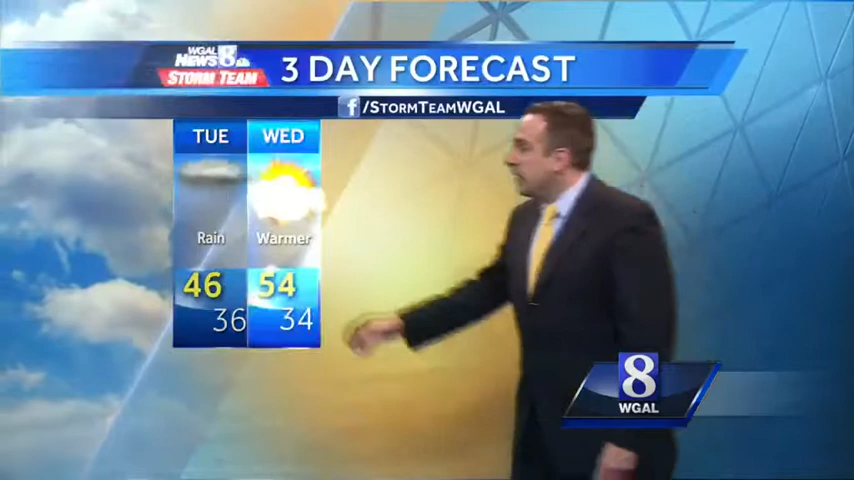 WGAL
NEWS 8
STORM TEAM
3 DAY FORECAST
f /STORMTEAMWGAL
TUE WED
Rain Warmer
46 54
36 34
8
WGAL